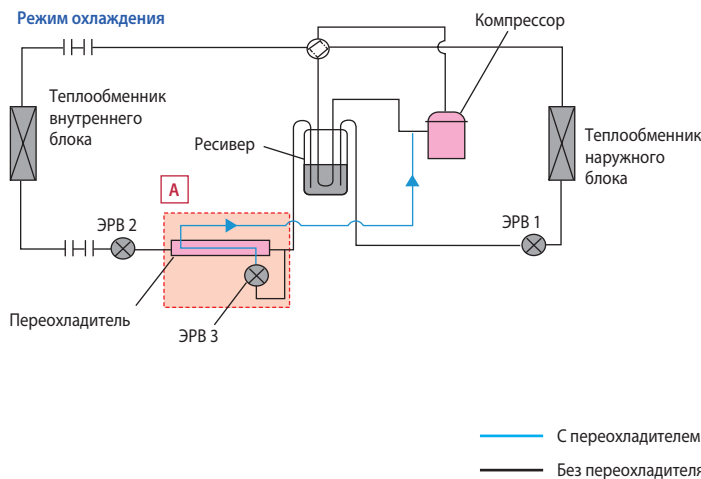 Режим охлаждения
Компрессор
Теплообменник
внутреннего
блока
Ресивер
Теплообменник
наружного
блока
А
ЭРВ 2
ЭРВ 1
Переохладитель
ЭРВ 3
С переохладителем
Без переохладителя